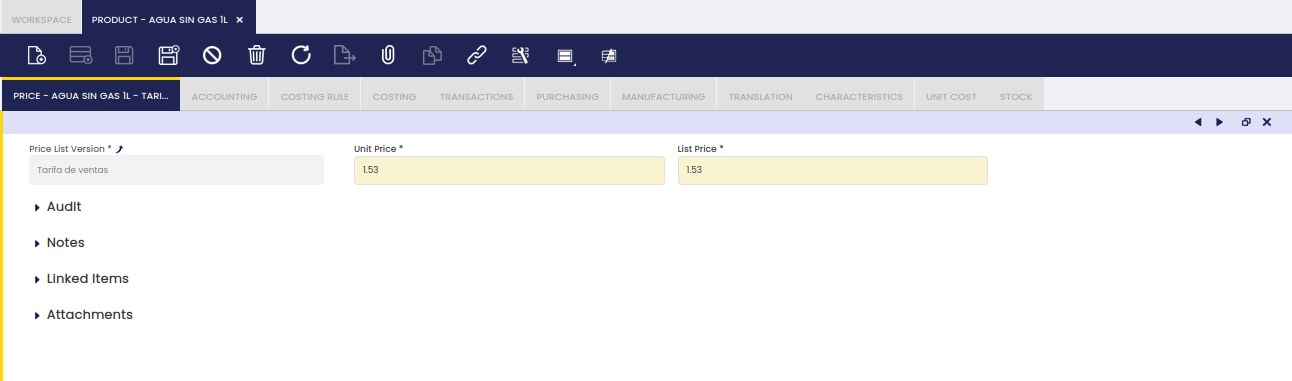 WORKSPACE PRODUCT - AGUA SIN GAS 1L ×
PRICE - AGUA SIN GAS 1L - TARI... ACCOUNTING COSTING RULE COSTING TRANSACTIONS PURCHASING MANUFACTURING TRANSLATION CHARACTERISTICS UNIT COST STOCK
Price List Version * Unit Price * List Price *
Tarifa de ventas 1.53 1.53
Audit
Notes
Linked Items
Attachments